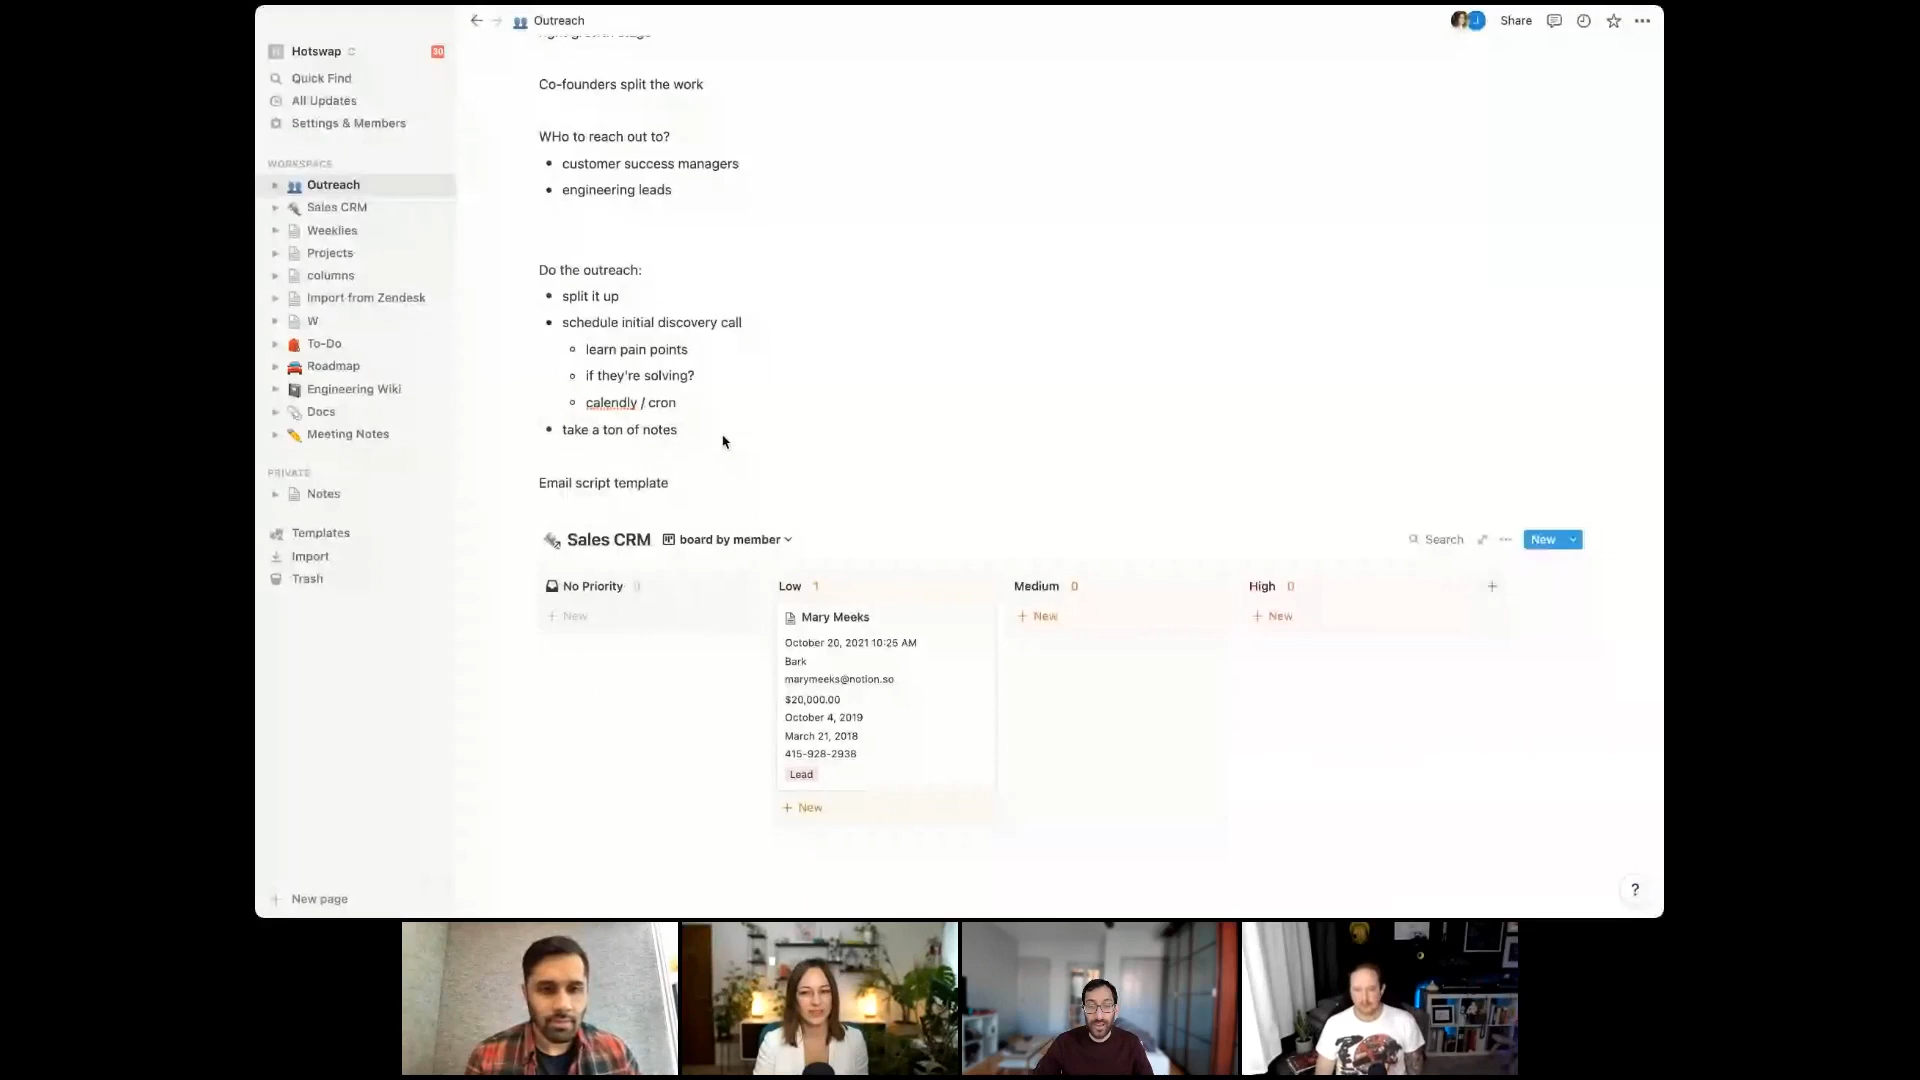 Outreach
Share
Hotswap
30
Quick Find
All Updates
Settings & Members
WORKSPACE
Outreach
Sales CRM
Weeklies
Projects
columns
Import from Zendesk
W
To-Do
Roadmap
Engineering Wiki
Docs
Meeting Notes
PRIVATE
Notes
Templates
Import
Trash
New page
Co-founders split the work
WHo to reach out to?
customer success managers
engineering leads
Do the outreach:
split it up
schedule initial discovery call
learn pain points
if they're solving?
calendly / cron
take a ton of notes
Email script template
Sales CRM board by member
Search
New
No Priority 0
+ New
Low 1
Mary Meeks
October 20, 2021 10:25 AM
Bark
marymeeks@notion.so
$20,000.00
October 4, 2019
March 21, 2018
415-928-2938
Lead
+ New
Medium 0
+ New
High 0
+ New
?